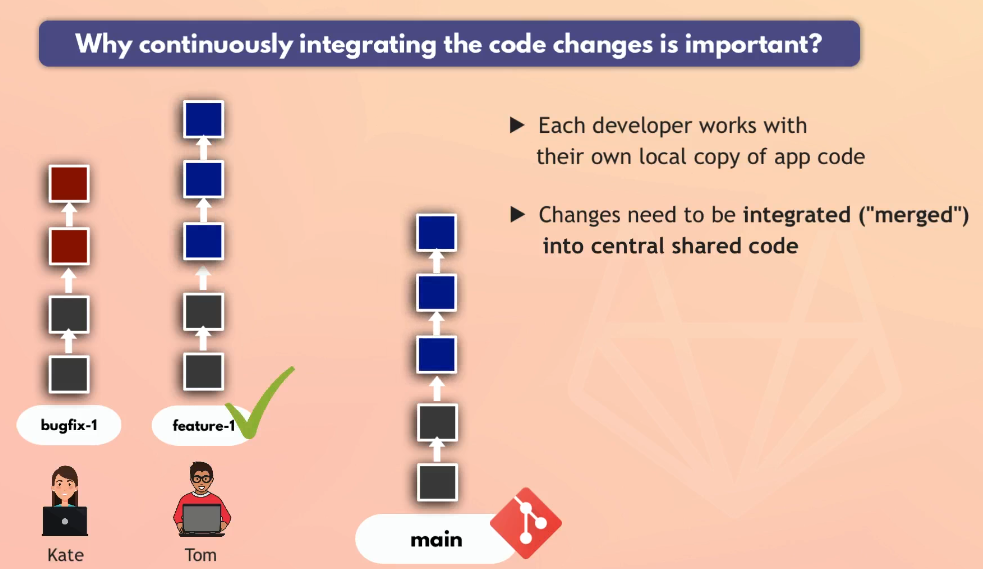 Why continuously integrating the code changes is important?
▶ Each developer works with
their own local copy of app code
▶ Changes need to be integrated ("merged")
into central shared code
bugfix-1
feature-1
Kate
Tom
main